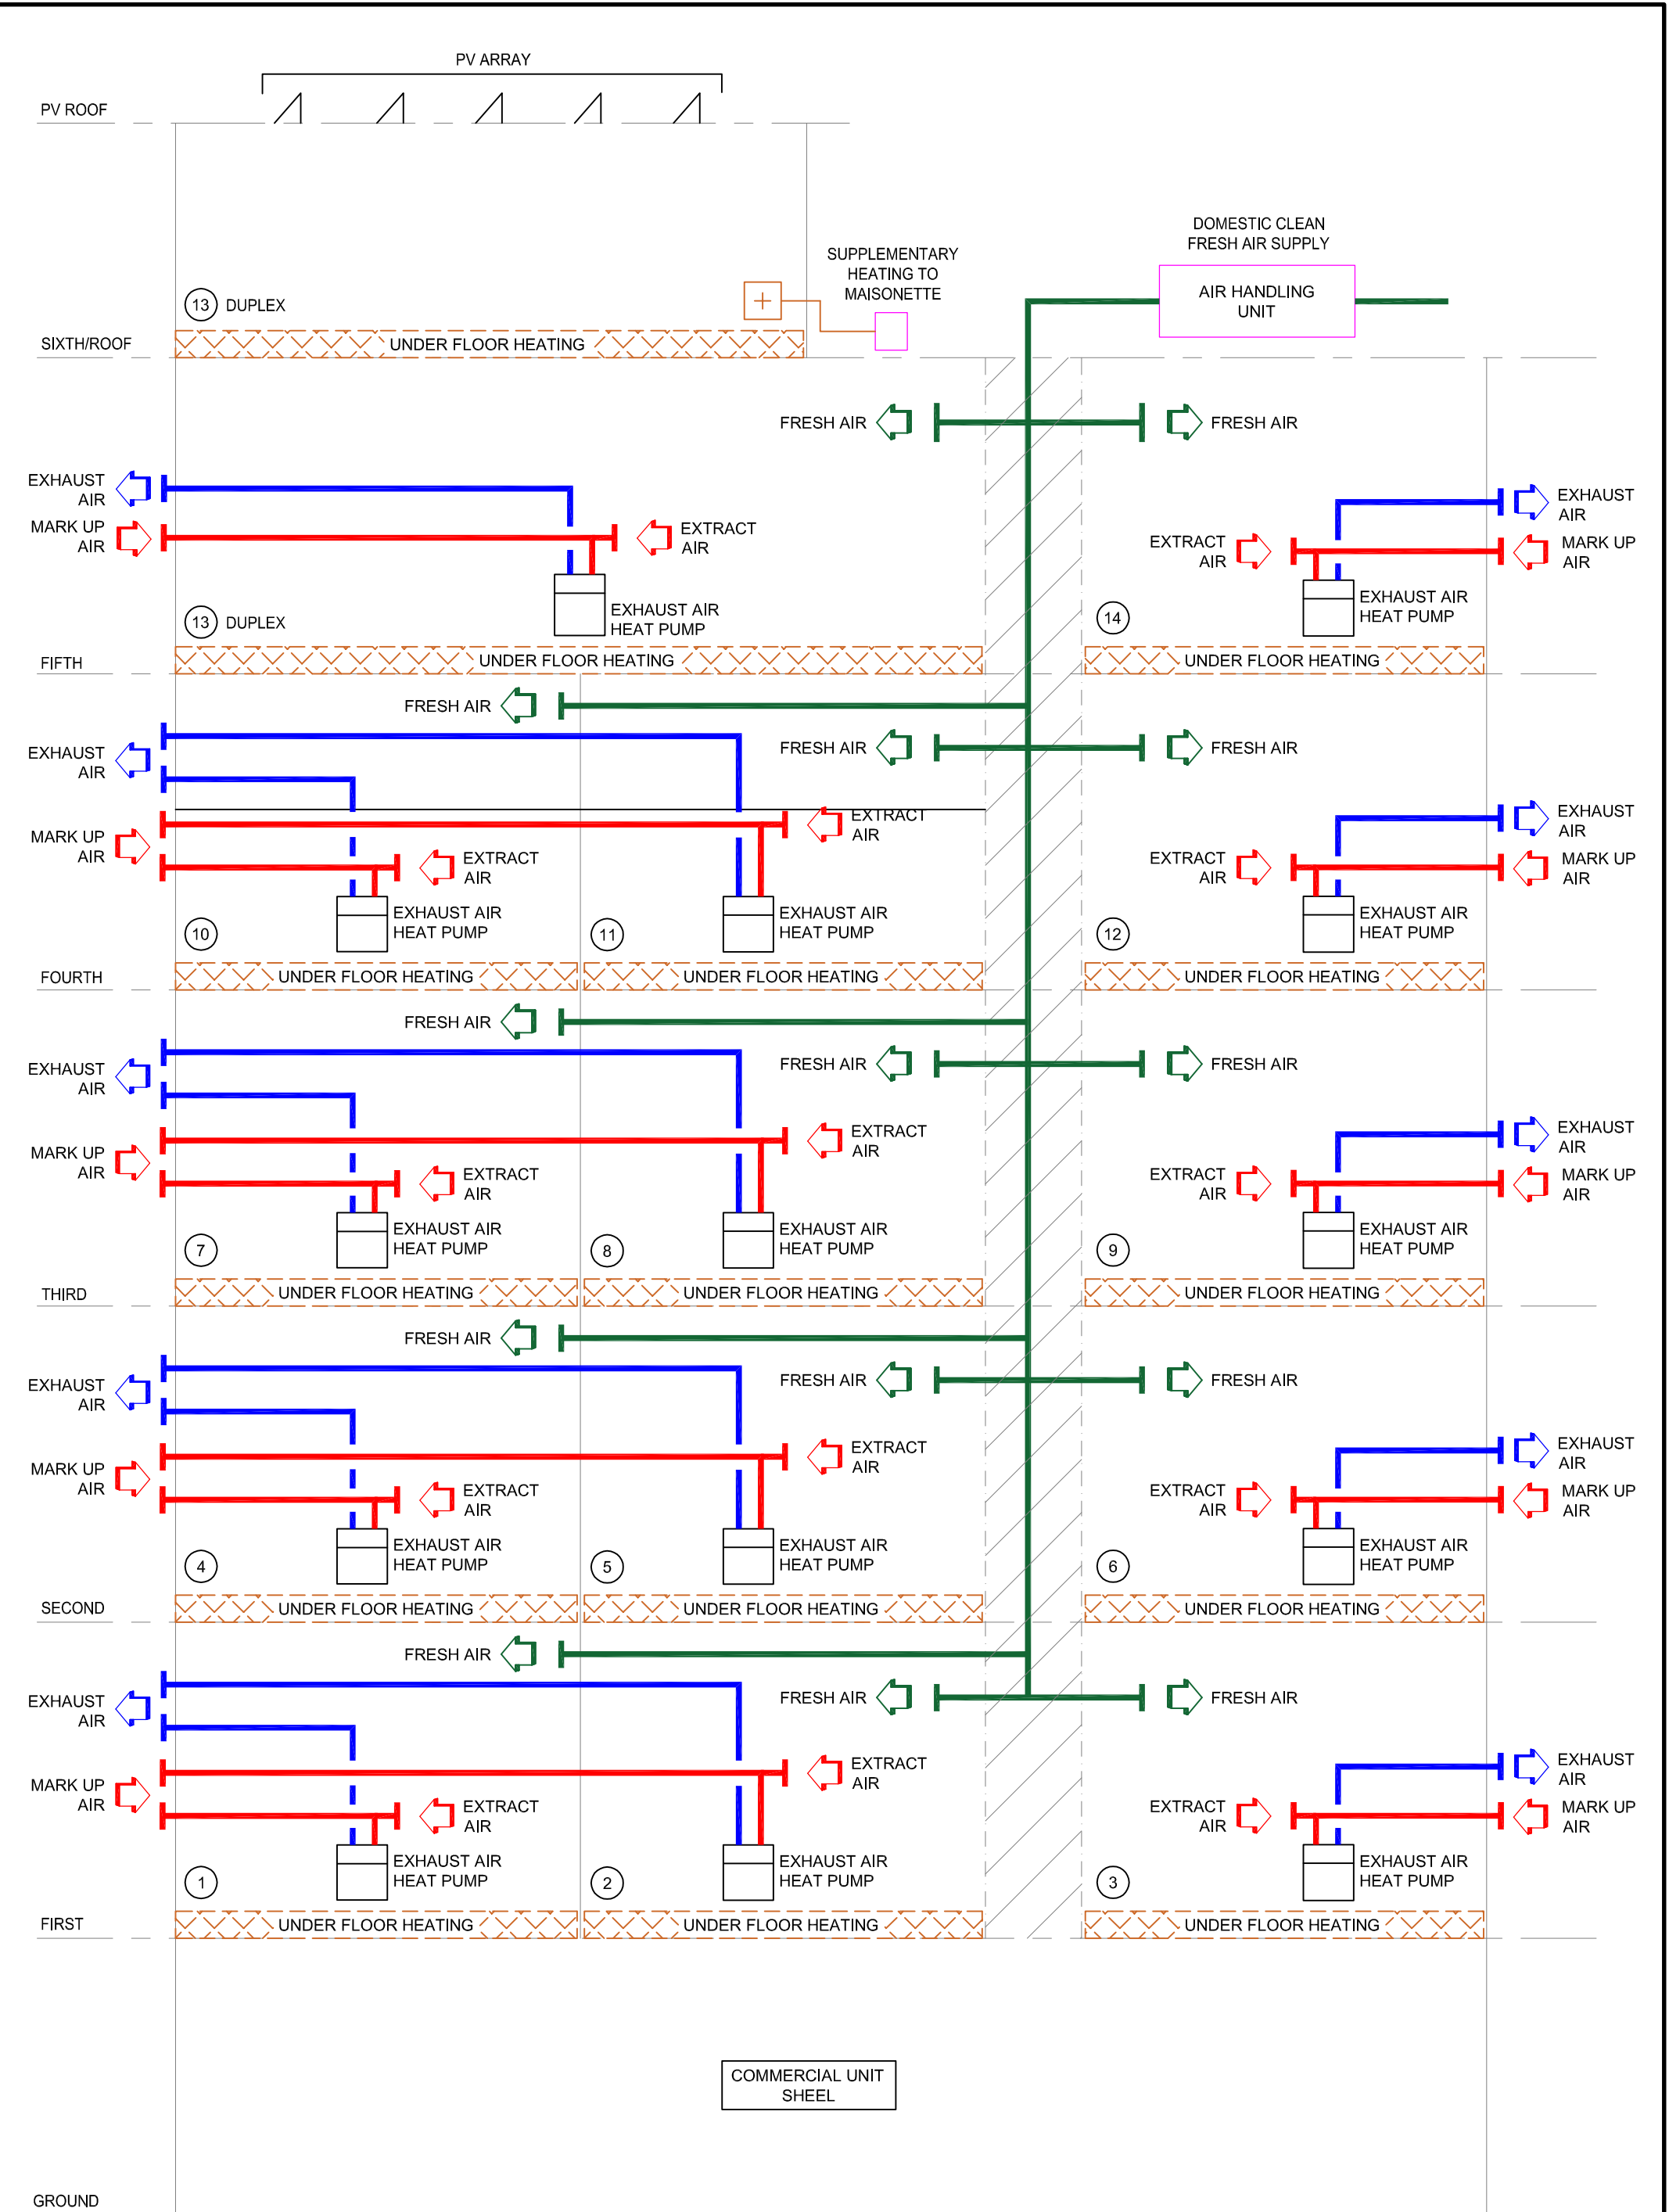 PV ARRAY
PV ROOF
DOMESTIC CLEAN
FRESH AIR SUPPLY
SUPPLEMENTARY
HEATING TO
MAISONETTE
AIR HANDLING
UNIT
13 DUPLEX
SIXTH/ROOF
UNDER FLOOR HEATING
FRESH AIR
FRESH AIR
EXHAUST
AIR
MARK UP
AIR
EXTRACT
AIR
EXHAUST AIR
HEAT PUMP
13 DUPLEX
EXHAUST
AIR
EXTRACT
AIR
MARK UP
AIR
EXHAUST AIR
HEAT PUMP
14
FIFTH
UNDER FLOOR HEATING
UNDER FLOOR HEATING
FRESH AIR
FRESH AIR
FRESH AIR
EXHAUST
AIR
MARK UP
AIR
EXTRACT
AIR
EXTRACT
AIR
EXHAUST
AIR
EXTRACT
AIR
MARK UP
AIR
10
EXHAUST AIR
HEAT PUMP
11
EXHAUST AIR
HEAT PUMP
12
EXHAUST AIR
HEAT PUMP
FOURTH
UNDER FLOOR HEATING
UNDER FLOOR HEATING
UNDER FLOOR HEATING
FRESH AIR
FRESH AIR
FRESH AIR
EXHAUST
AIR
MARK UP
AIR
EXTRACT
AIR
EXTRACT
AIR
EXHAUST
AIR
EXTRACT
AIR
MARK UP
AIR
7
EXHAUST AIR
HEAT PUMP
8
EXHAUST AIR
HEAT PUMP
9
EXHAUST AIR
HEAT PUMP
THIRD
UNDER FLOOR HEATING
UNDER FLOOR HEATING
UNDER FLOOR HEATING
FRESH AIR
FRESH AIR
FRESH AIR
EXHAUST
AIR
MARK UP
AIR
EXTRACT
AIR
EXTRACT
AIR
EXHAUST
AIR
EXTRACT
AIR
MARK UP
AIR
4
EXHAUST AIR
HEAT PUMP
5
EXHAUST AIR
HEAT PUMP
6
EXHAUST AIR
HEAT PUMP
SECOND
UNDER FLOOR HEATING
UNDER FLOOR HEATING
UNDER FLOOR HEATING
FRESH AIR
FRESH AIR
FRESH AIR
EXHAUST
AIR
MARK UP
AIR
EXTRACT
AIR
EXTRACT
AIR
EXHAUST
AIR
EXTRACT
AIR
MARK UP
AIR
1
EXHAUST AIR
HEAT PUMP
2
EXHAUST AIR
HEAT PUMP
3
EXHAUST AIR
HEAT PUMP
FIRST
UNDER FLOOR HEATING
UNDER FLOOR HEATING
UNDER FLOOR HEATING
COMMERCIAL UNIT
SHEEL
GROUND